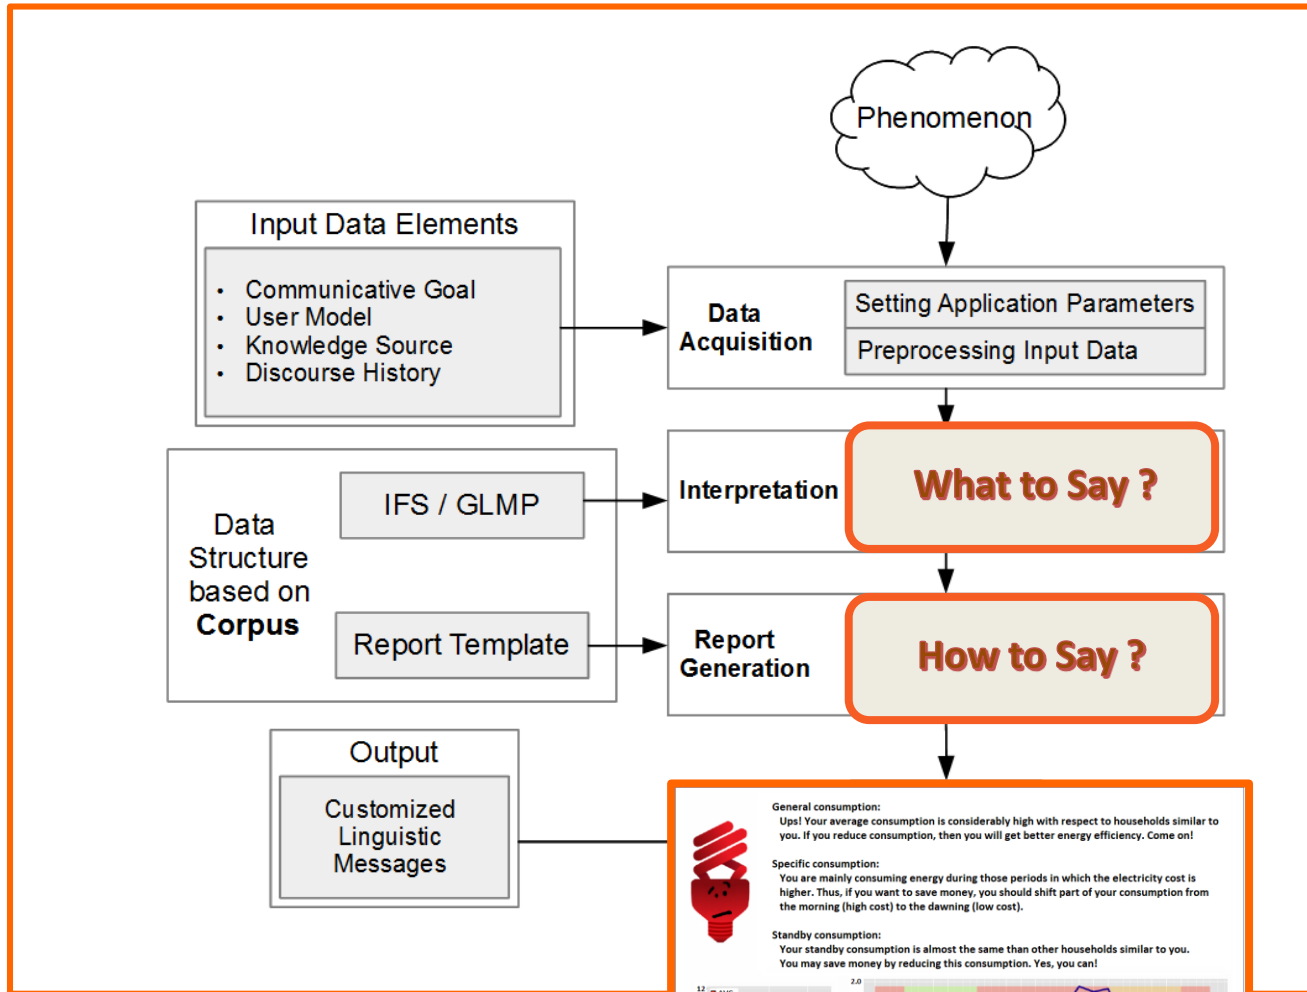 Phenomenon
Input Data Elements
• Communicative Goal
• User Model
• Knowledge Source
• Discourse History
Data
Acquisition
Setting Application Parameters
Preprocessing Input Data
Data
Structure
based on
Corpus
IFS / GLMP
Report Template
Interpretation
What to Say ?
Report
Generation
How to Say ?
Output
Customized
Linguistic
Messages
General consumption:
Ups! Your average consumption is considerably high with respect to households similar to
you. If you reduce consumption, then you will get better energy efficiency. Come on!
Specific consumption:
You are mainly consuming energy during those periods in which the electricity cost is
higher. Thus, if you want to save money, you should shift part of your consumption from
the morning (high cost) to the dawning (low cost).
Standby consumption:
Your standby consumption is almost the same than other households similar to you.
You may save money by reducing this consumption. Yes, you can!
12
2.0